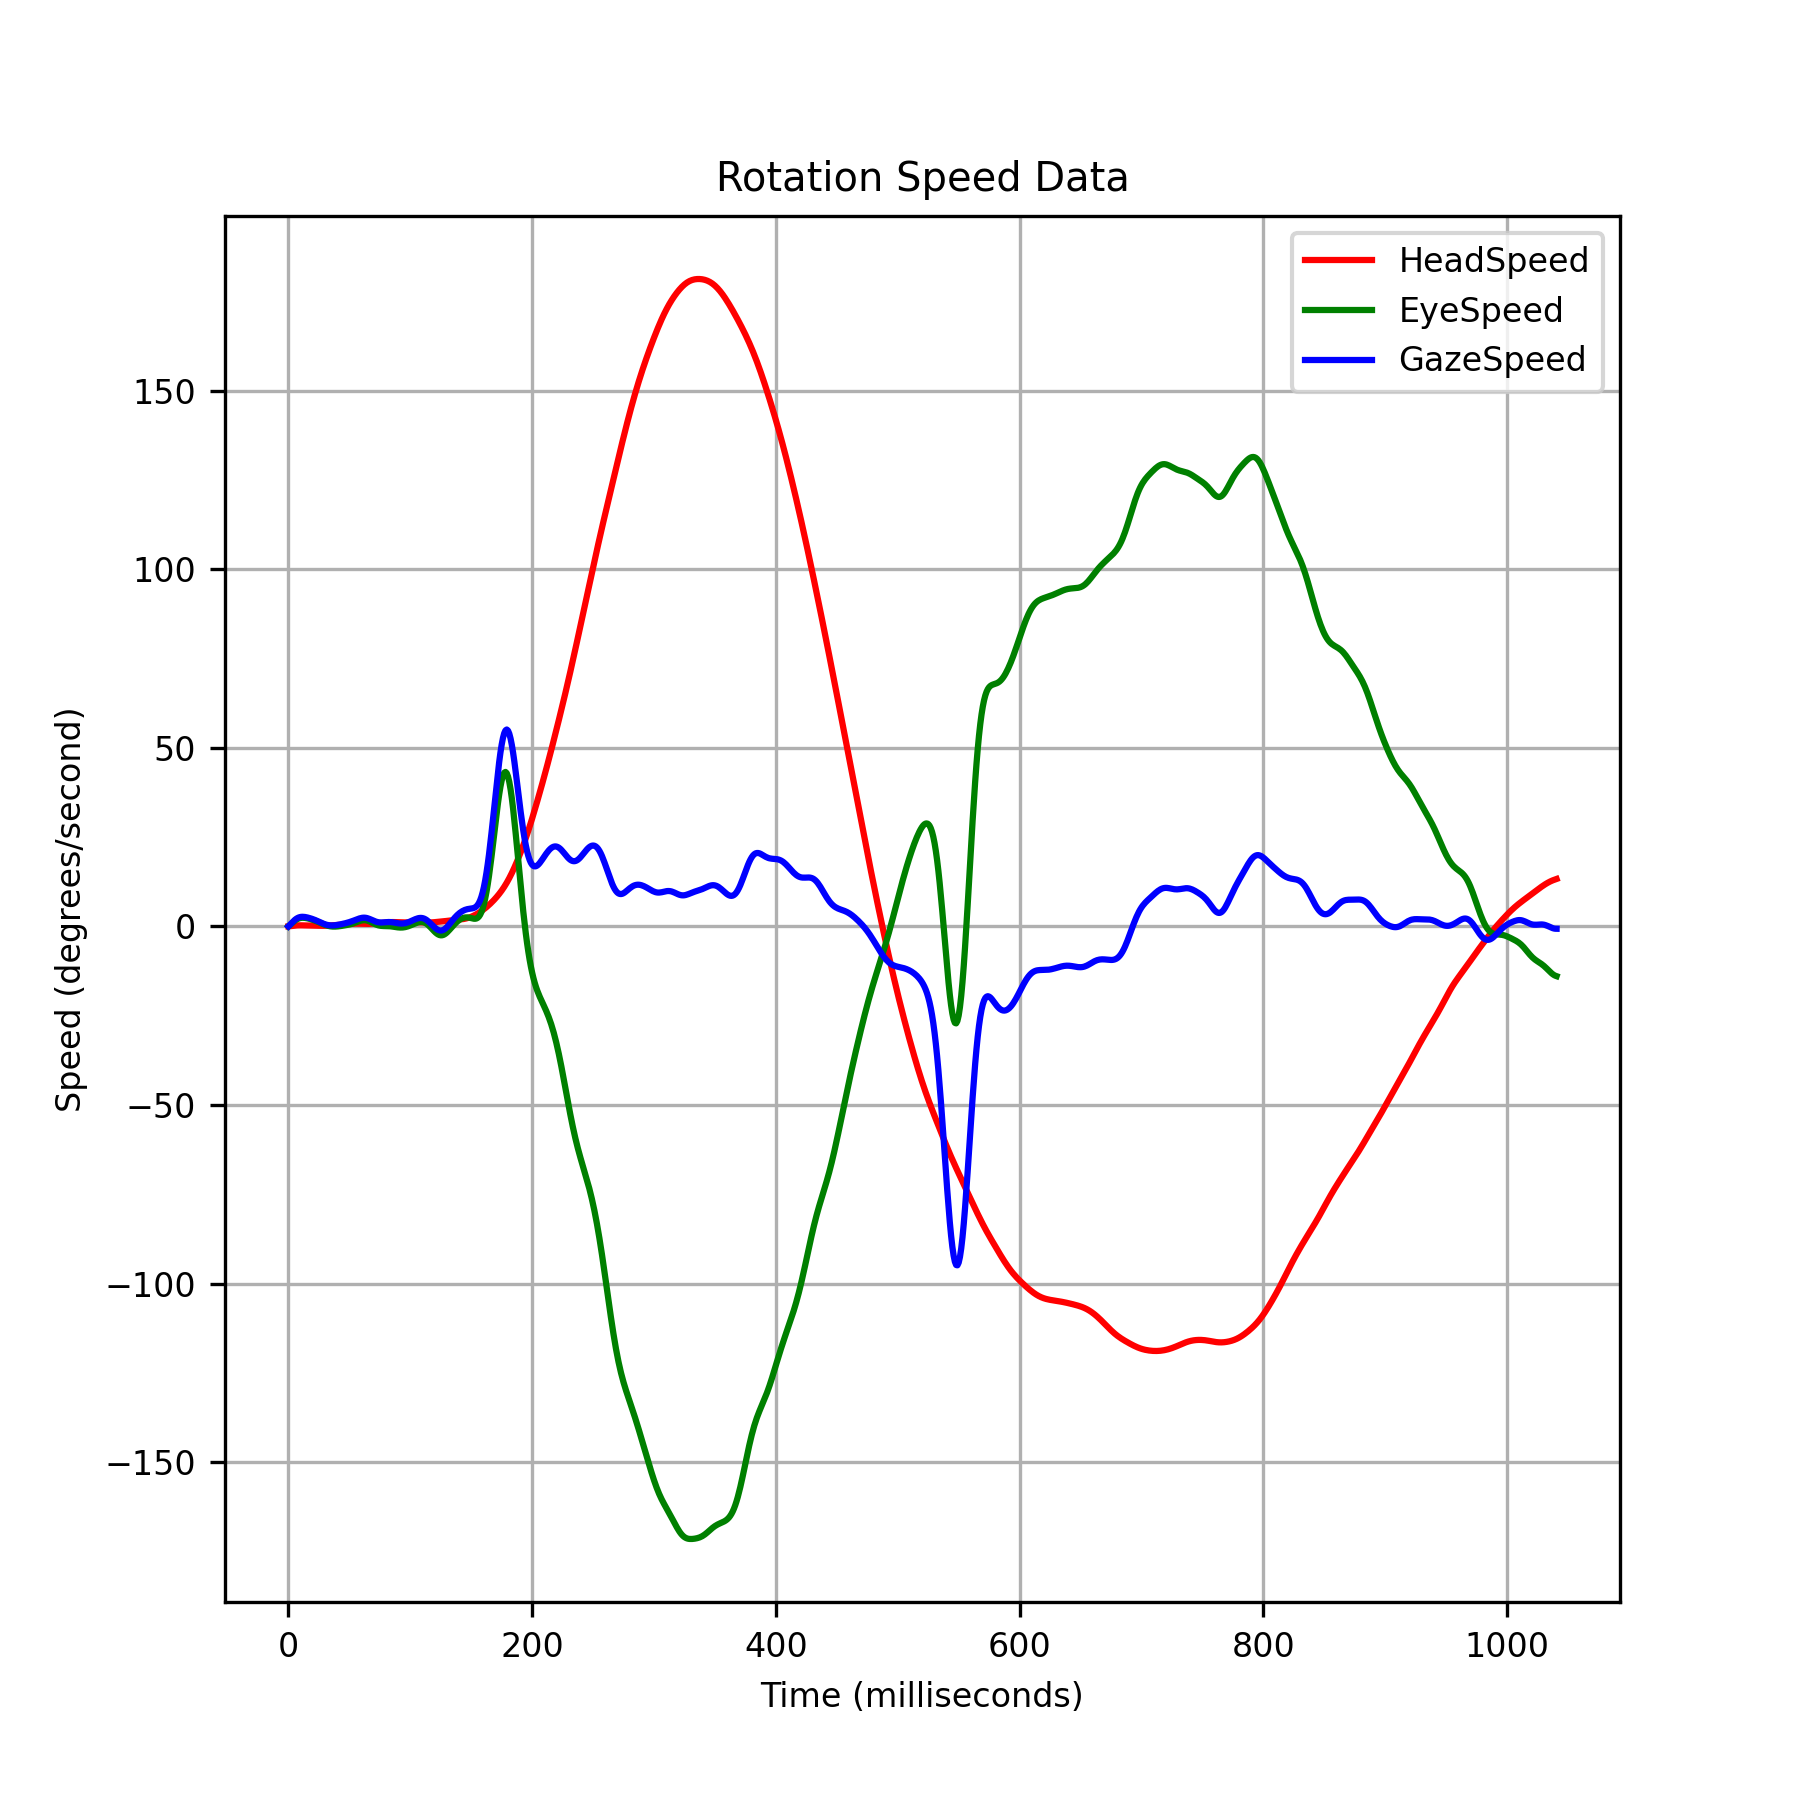 Rotation Speed Data
HeadSpeed
EyeSpeed
GazeSpeed
Speed (degrees/second)
150
100
50
0
−50
−100
−150
0 200 400 600 800 1000
Time (milliseconds)